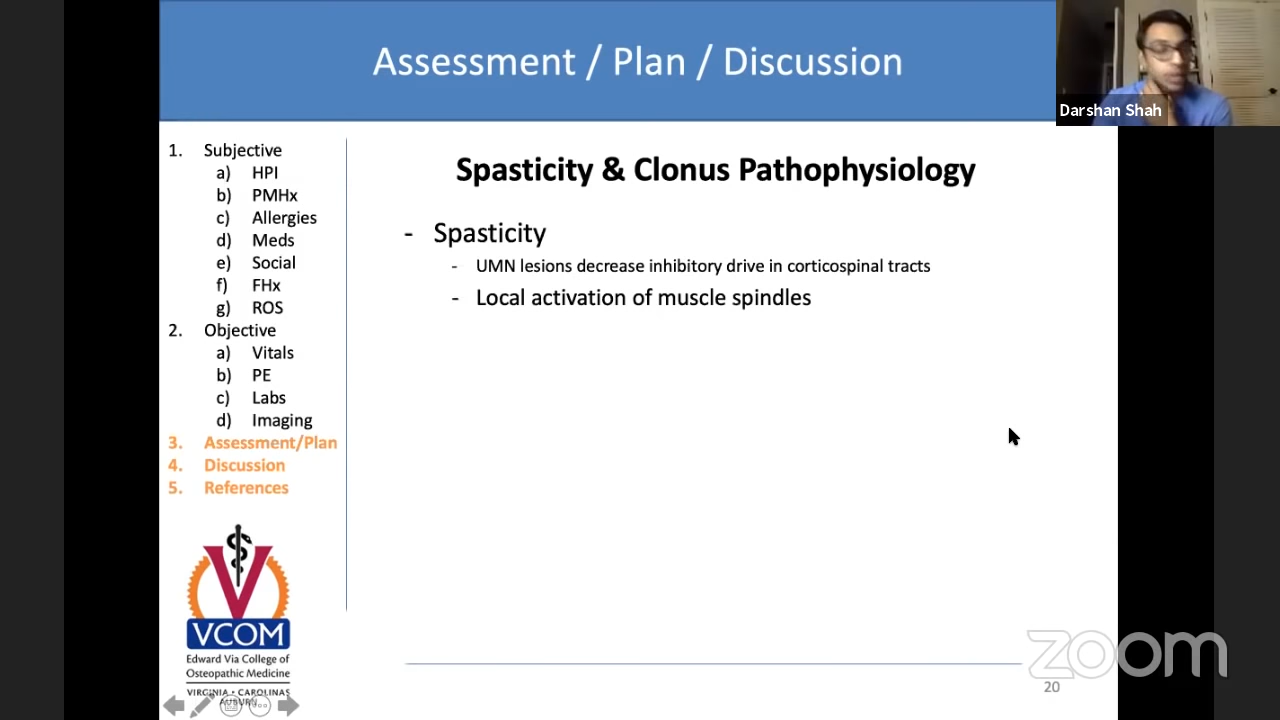 Assessment / Plan / Discussion
Darshan Shah
1. Subjective
a) HPI
b) PMHx
c) Allergies
d) Meds
e) Social
f) FHx
g) ROS
2. Objective
a) Vitals
b) PE
c) Labs
d) Imaging
3. Assessment/Plan
4. Discussion
5. References
Spasticity & Clonus Pathophysiology
- Spasticity
- UMN lesions decrease inhibitory drive in corticospinal tracts
- Local activation of muscle spindles
V
VCOM
Edward Via College of
Osteopathic Medicine
VIRGINIA • CAROLINAS
AUBURN
zoom
20